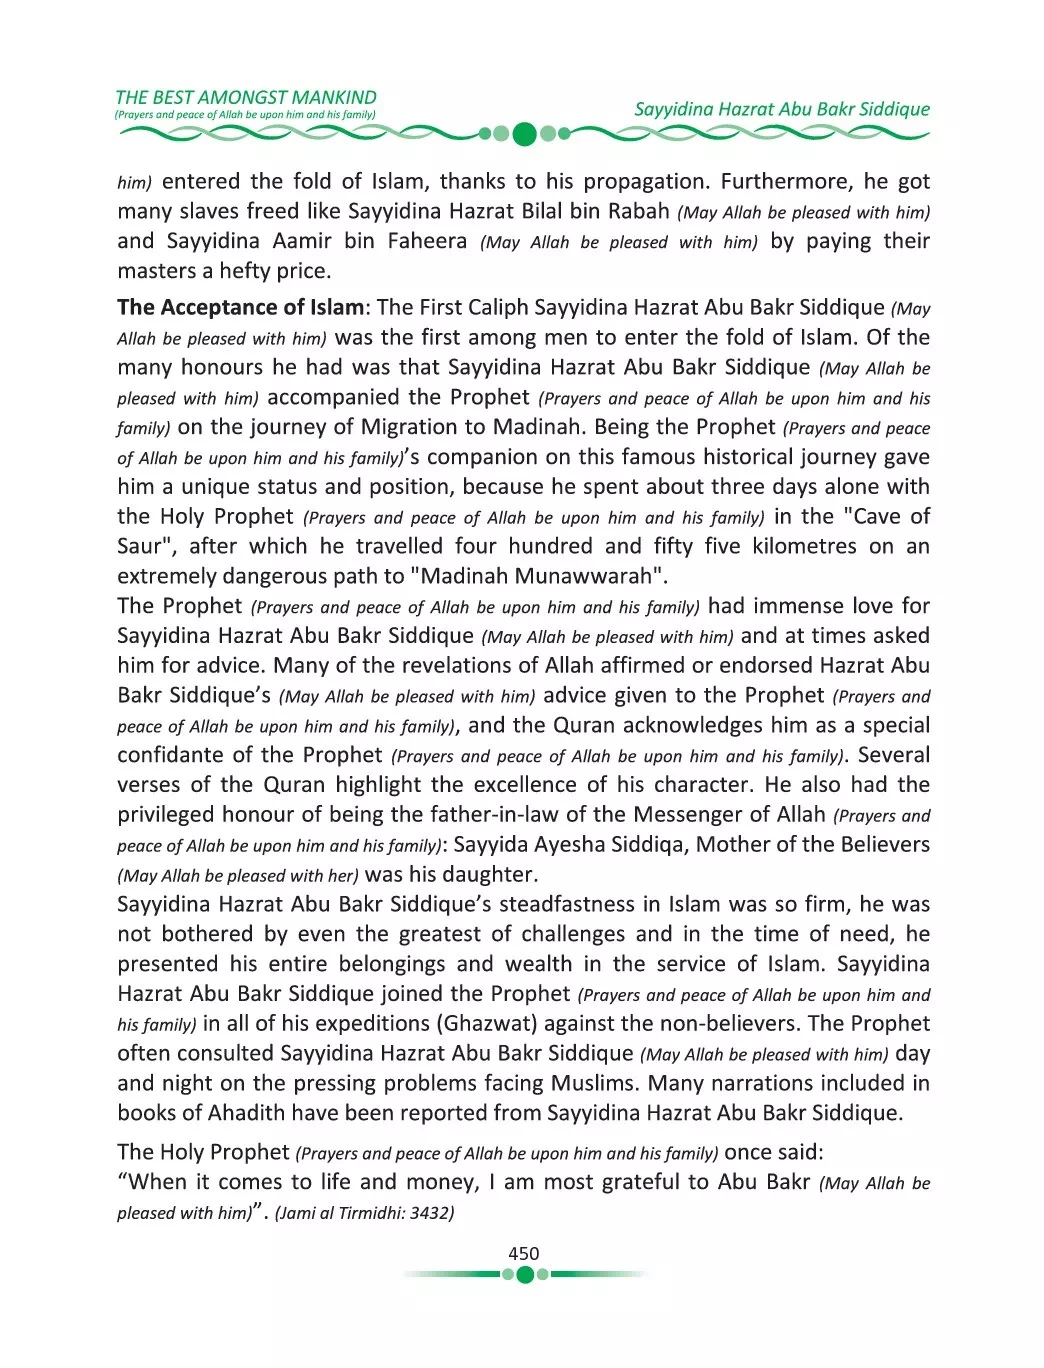 THE BEST AMONGST MANKIND
(Prayers and peace of Allah be upon him and his family)
Sayyidina Hazrat Abu Bakr Siddique
him) entered the fold of Islam, thanks to his propagation. Furthermore, he got
many slaves freed like Sayyidina Hazrat Bilal bin Rabah (May Allah be pleased with him)
and Sayyidina Aamir bin Faheera (May Allah be pleased with him) by paying their
masters a hefty price.
The Acceptance of Islam: The First Caliph Sayyidina Hazrat Abu Bakr Siddique (May
Allah be pleased with him) was the first among men to enter the fold of Islam. Of the
many honours he had was that Sayyidina Hazrat Abu Bakr Siddique (May Allah be
pleased with him) accompanied the Prophet (Prayers and peace of Allah be upon him and his
family) on the journey of Migration to Madinah. Being the Prophet (Prayers and peace
of Allah be upon him and his family)’s companion on this famous historical journey gave
him a unique status and position, because he spent about three days alone with
the Holy Prophet (Prayers and peace of Allah be upon him and his family) in the "Cave of
Saur", after which he travelled four hundred and fifty five kilometres on an
extremely dangerous path to "Madinah Munawwarah".
The Prophet (Prayers and peace of Allah be upon him and his family) had immense love for
Sayyidina Hazrat Abu Bakr Siddique (May Allah be pleased with him) and at times asked
him for advice. Many of the revelations of Allah affirmed or endorsed Hazrat Abu
Bakr Siddique’s (May Allah be pleased with him) advice given to the Prophet (Prayers and
peace of Allah be upon him and his family), and the Quran acknowledges him as a special
confidante of the Prophet (Prayers and peace of Allah be upon him and his family). Several
verses of the Quran highlight the excellence of his character. He also had the
privileged honour of being the father-in-law of the Messenger of Allah (Prayers and
peace of Allah be upon him and his family): Sayyida Ayesha Siddiqa, Mother of the Believers
(May Allah be pleased with her) was his daughter.
Sayyidina Hazrat Abu Bakr Siddique’s steadfastness in Islam was so firm, he was
not bothered by even the greatest of challenges and in the time of need, he
presented his entire belongings and wealth in the service of Islam. Sayyidina
Hazrat Abu Bakr Siddique joined the Prophet (Prayers and peace of Allah be upon him and
his family) in all of his expeditions (Ghazwat) against the non-believers. The Prophet
often consulted Sayyidina Hazrat Abu Bakr Siddique (May Allah be pleased with him) day
and night on the pressing problems facing Muslims. Many narrations included in
books of Ahadith have been reported from Sayyidina Hazrat Abu Bakr Siddique.
The Holy Prophet (Prayers and peace of Allah be upon him and his family) once said:
“When it comes to life and money, I am most grateful to Abu Bakr (May Allah be
pleased with him)”. (Jami al Tirmidhi: 3432)
450